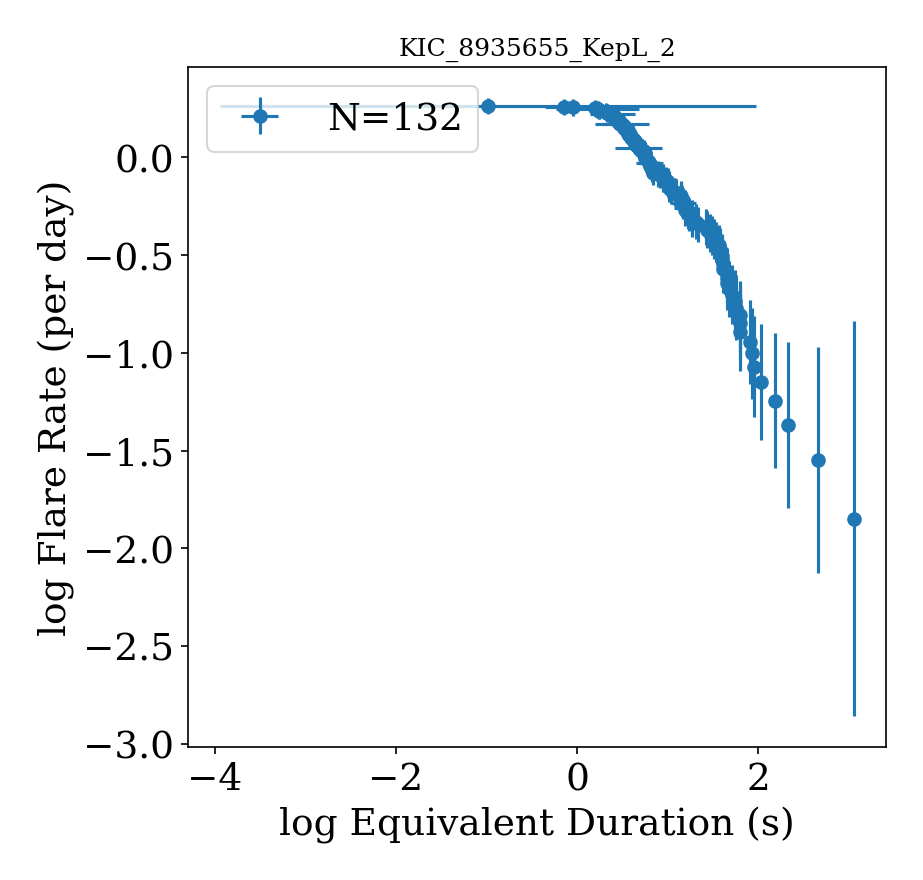 KIC_8935655_KepL_2
N=132
log Flare Rate (per day)
0.0
−0.5
−1.0
−1.5
−2.0
−2.5
−3.0
−4 −2 0 2
log Equivalent Duration (s)